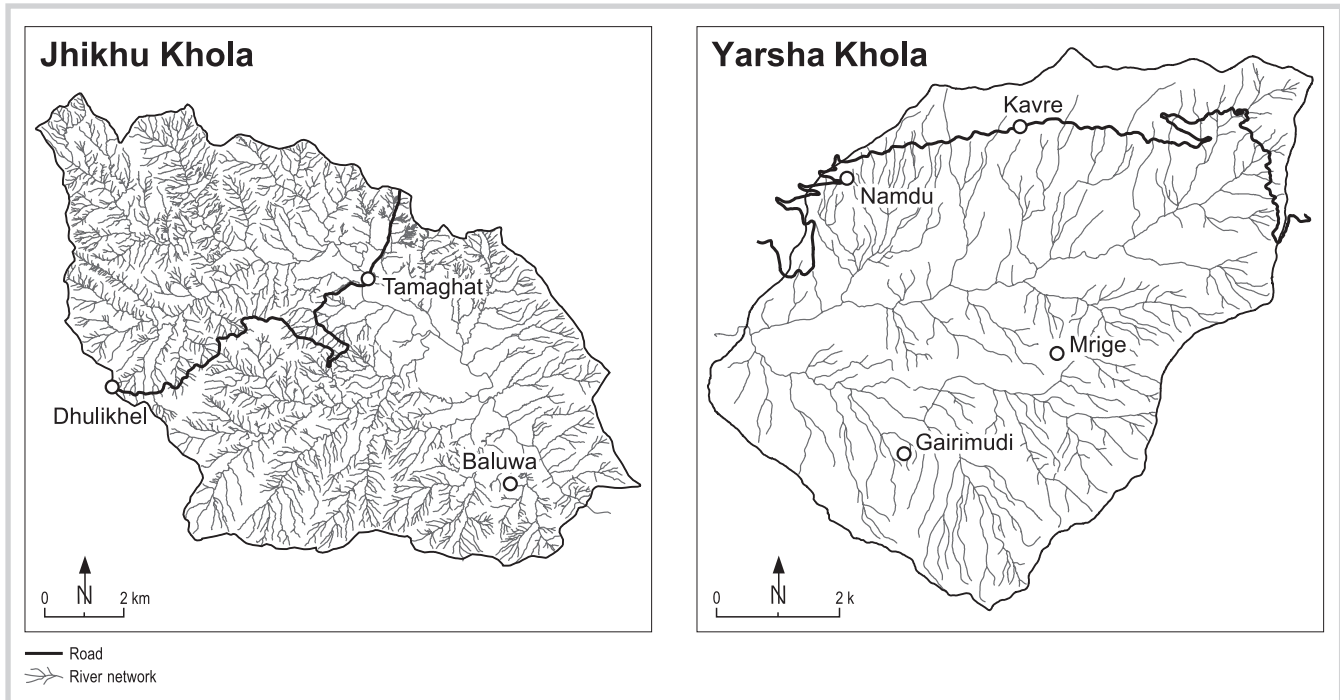 Jhikhu Khola
Tamaghat
Dhulikhel
Baluwa
N
0 2 km
Yarsha Khola
Kavre
Namdu
Mrige
Gairimudi
N
0 2 k
Road
River network